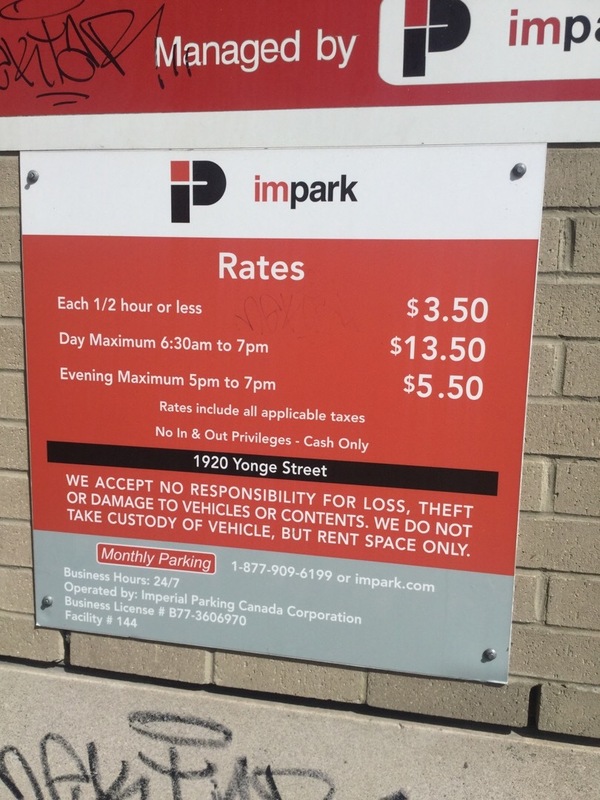 Managed by
impa
impark
Rates
Each 1/2 hour or less $3.50
Day Maximum 6:30am to 7pm $13.50
Evening Maximum 5pm to 7pm $5.50
Rates include all applicable taxes
No In & Out Privileges - Cash Only
1920 Yonge Street
WE ACCEPT NO RESPONSIBILITY FOR LOSS, THEFT
OR DAMAGE TO VEHICLES OR CONTENTS. WE DO NOT
TAKE CUSTODY OF VEHICLE, BUT RENT SPACE ONLY.
Monthly Parking 1-877-909-6199 or impark.com
Business Hours: 24/7
Operated by: Imperial Parking Canada Corporation
Business License # B77-3606970
Facility # 144